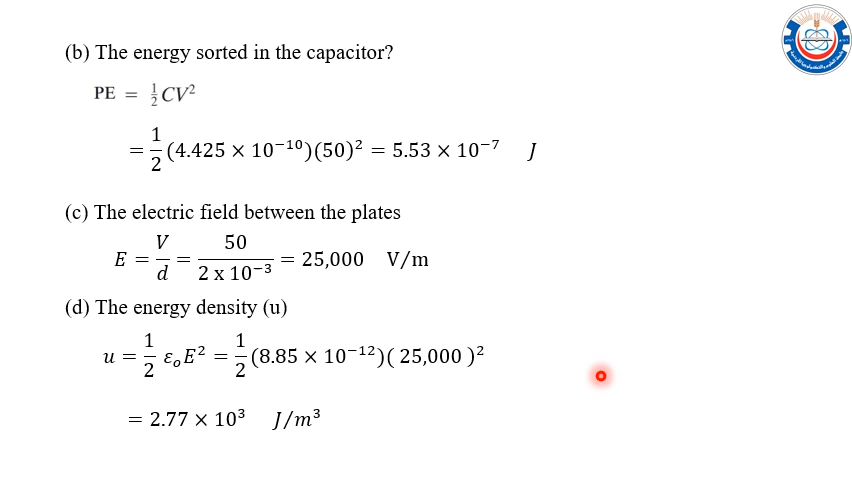 (b) The energy sorted in the capacitor?
PE = ½CV²
= 1/2 (4.425 × 10⁻¹⁰)(50)² = 5.53 × 10⁻⁷ J
(c) The electric field between the plates
E = V/d = 50/(2 x 10⁻³) = 25,000 V/m
(d) The energy density (u)
u = 1/2 εₒE² = 1/2 (8.85 × 10⁻¹²)( 25,000 )²
= 2.77 × 10³ J/m³